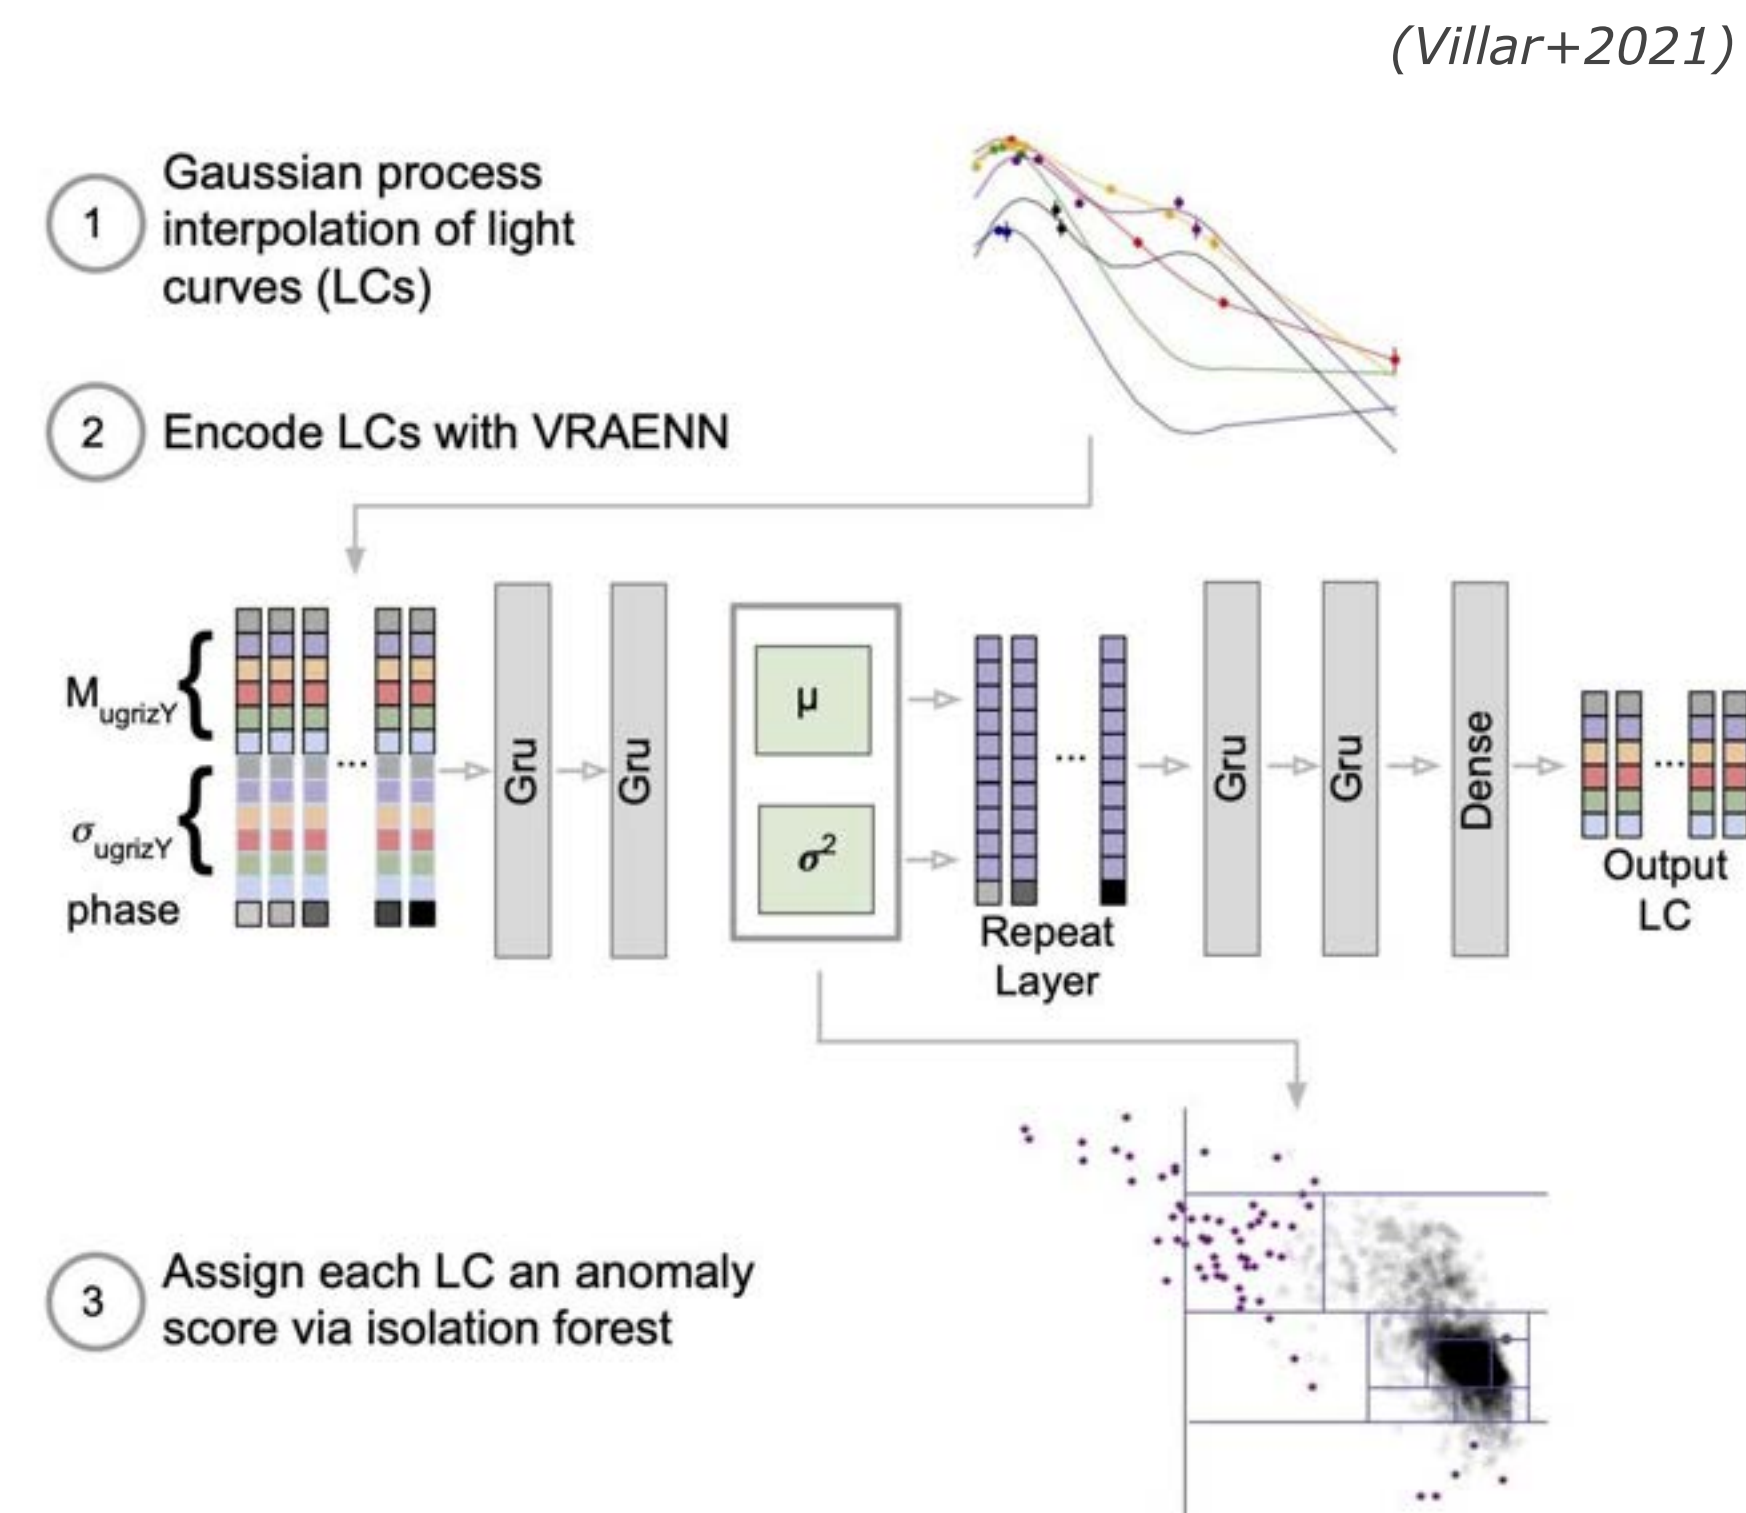 (Villar+2021)
1
Gaussian process
interpolation of light
curves (LCs)
2
Encode LCs with VRAENN
M ugrizY
σ ugrizY
phase
...
Gru
Gru
μ
σ²
...
Repeat
Layer
Gru
Gru
Dense
...
Output
LC
3
Assign each LC an anomaly
score via isolation forest